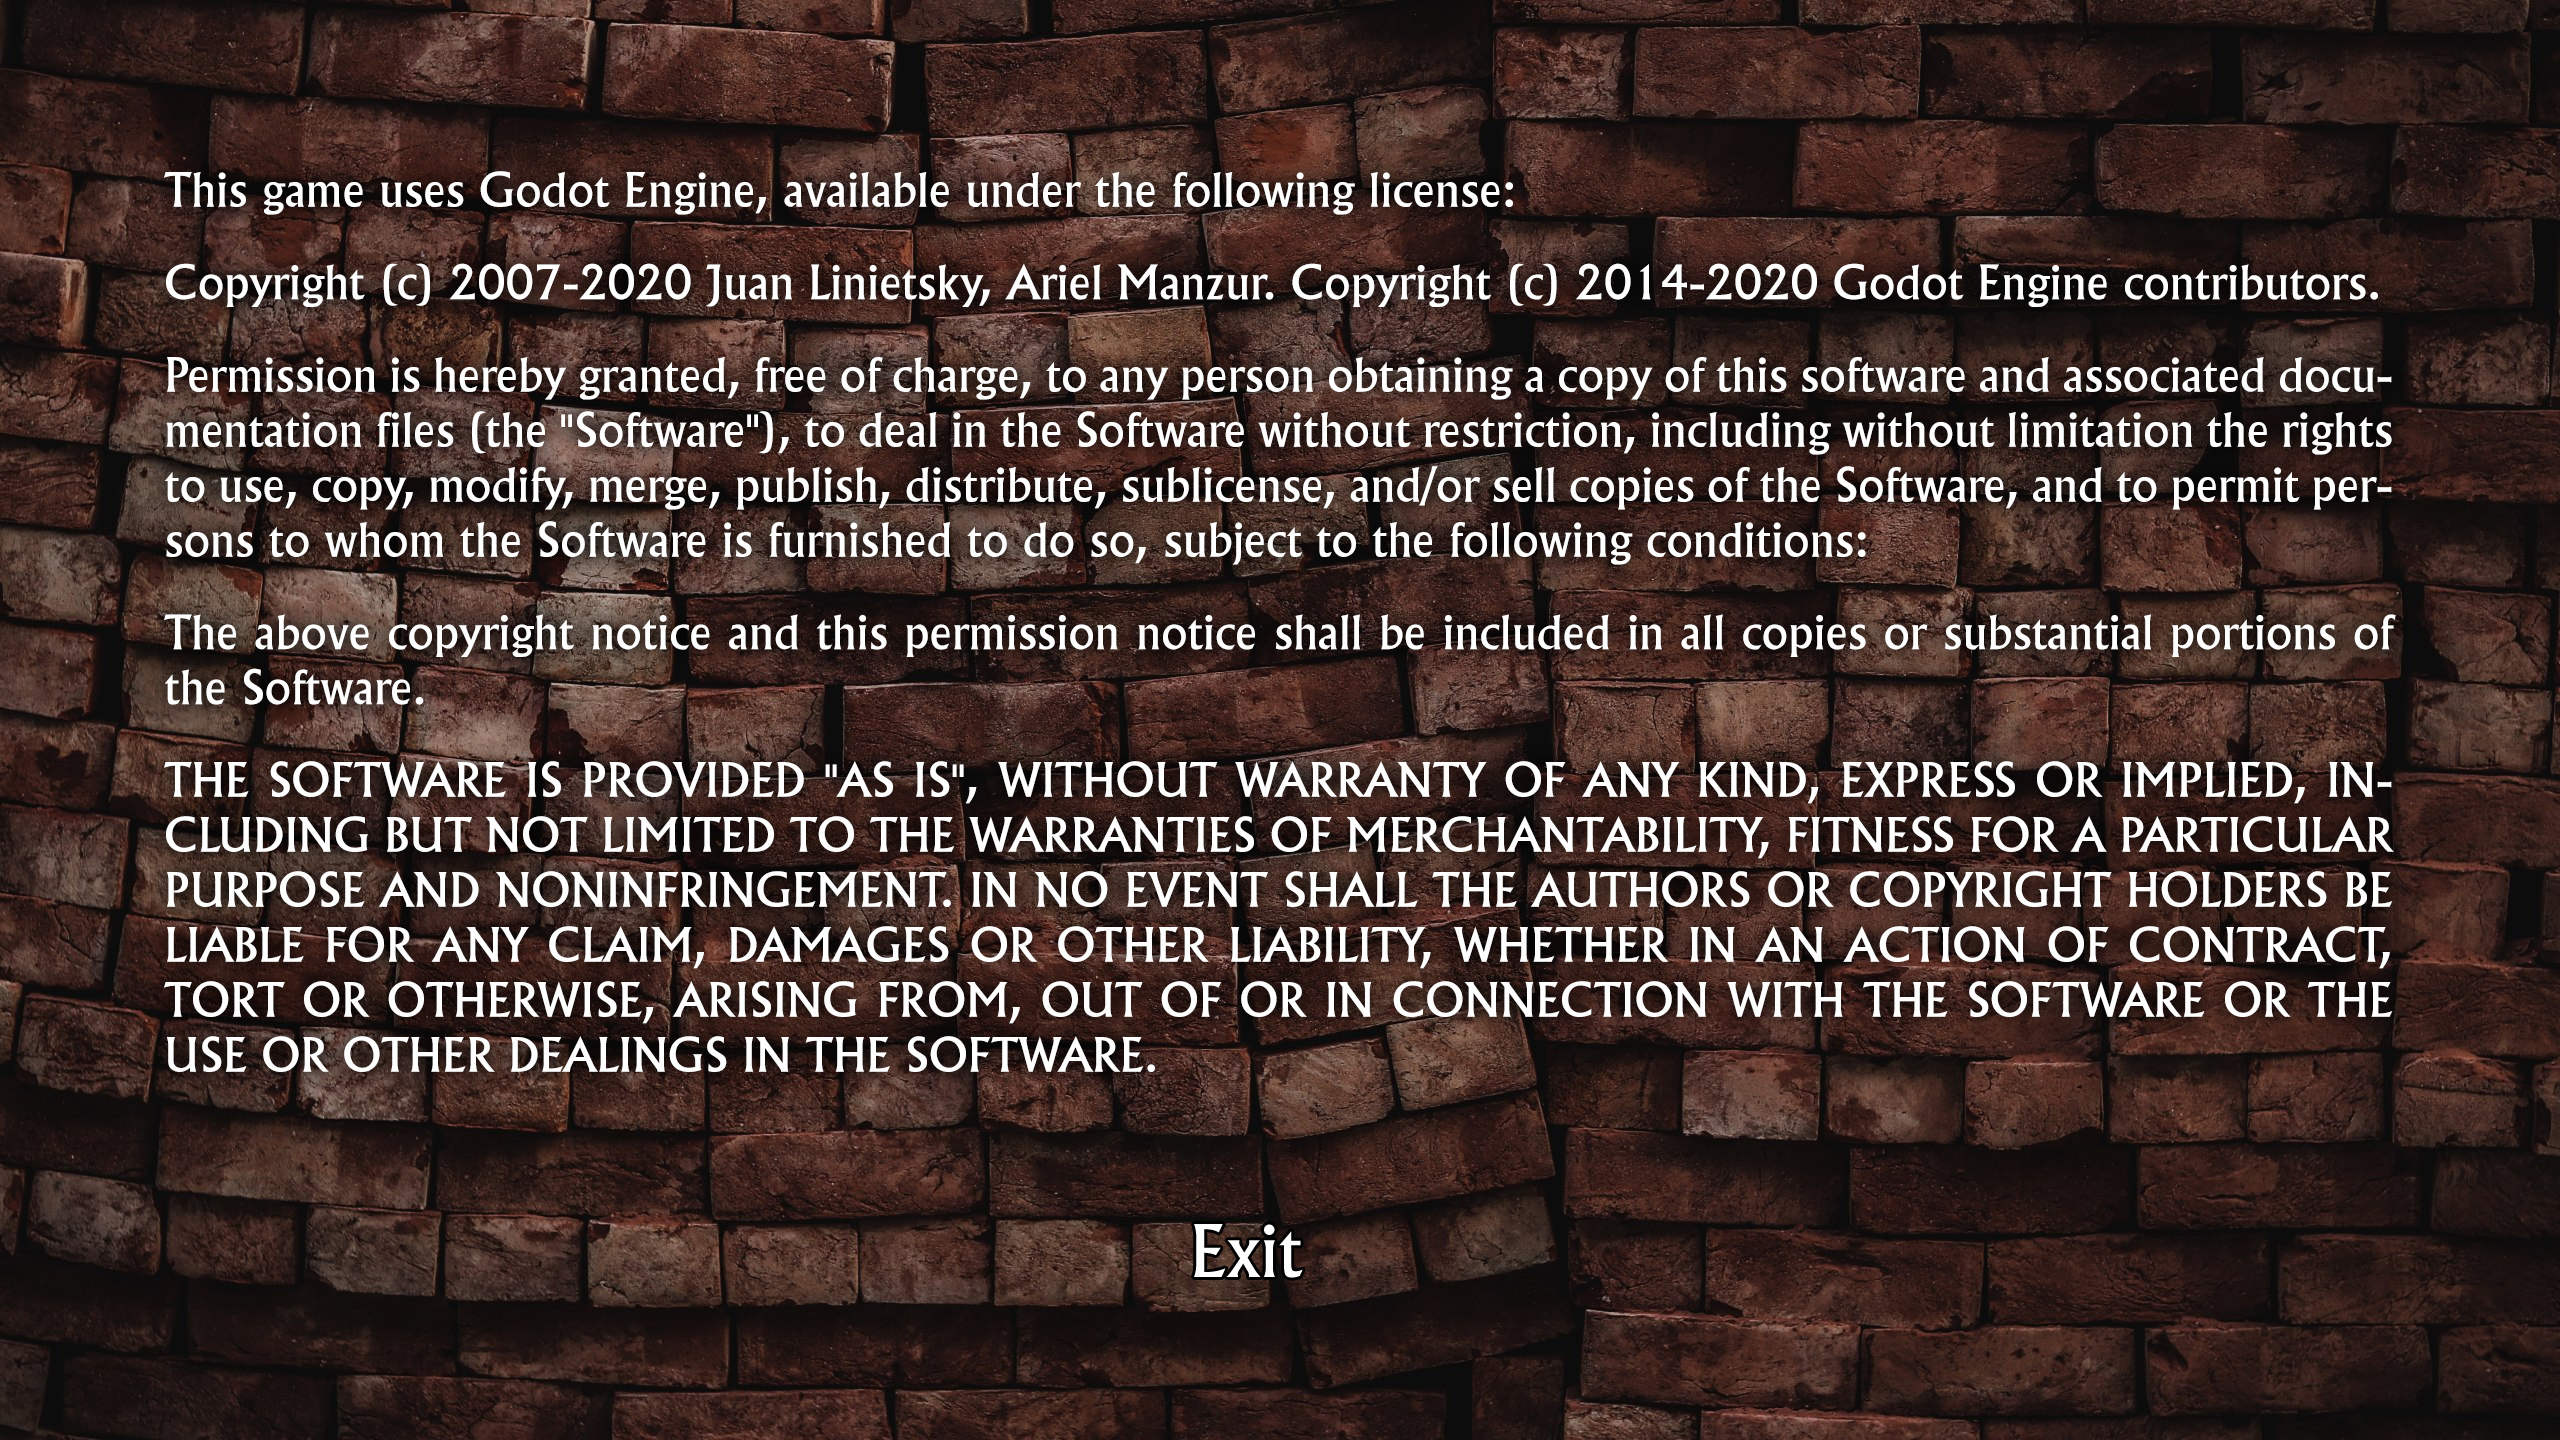 This game uses Godot Engine, available under the following license:
Copyright (c) 2007-2020 Juan Linietsky, Ariel Manzur. Copyright (c) 2014-2020 Godot Engine contributors.
Permission is hereby granted, free of charge, to any person obtaining a copy of this software and associated docu-
mentation files (the "Software"), to deal in the Software without restriction, including without limitation the rights
to use, copy, modify, merge, publish, distribute, sublicense, and/or sell copies of the Software, and to permit per-
sons to whom the Software is furnished to do so, subject to the following conditions:
The above copyright notice and this permission notice shall be included in all copies or substantial portions of
the Software.
THE SOFTWARE IS PROVIDED "AS IS", WITHOUT WARRANTY OF ANY KIND, EXPRESS OR IMPLIED, IN-
CLUDING BUT NOT LIMITED TO THE WARRANTIES OF MERCHANTABILITY, FITNESS FOR A PARTICULAR
PURPOSE AND NONINFRINGEMENT. IN NO EVENT SHALL THE AUTHORS OR COPYRIGHT HOLDERS BE
LIABLE FOR ANY CLAIM, DAMAGES OR OTHER LIABILITY, WHETHER IN AN ACTION OF CONTRACT,
TORT OR OTHERWISE, ARISING FROM, OUT OF OR IN CONNECTION WITH THE SOFTWARE OR THE
USE OR OTHER DEALINGS IN THE SOFTWARE.
Exit